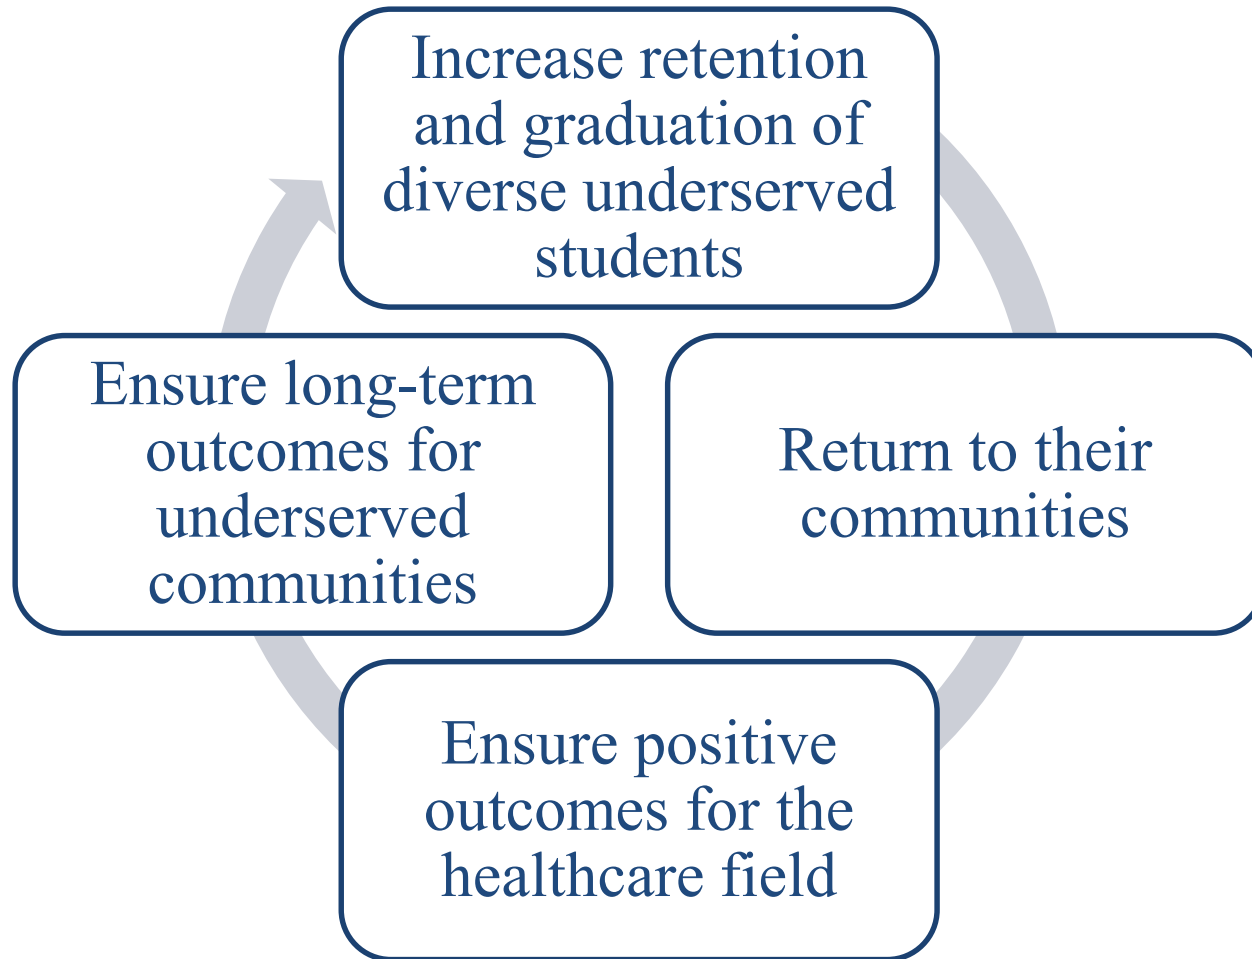 Increase retention
and graduation of
diverse underserved
students
Return to their
communities
Ensure positive
outcomes for the
healthcare field
Ensure long-term
outcomes for
underserved
communities